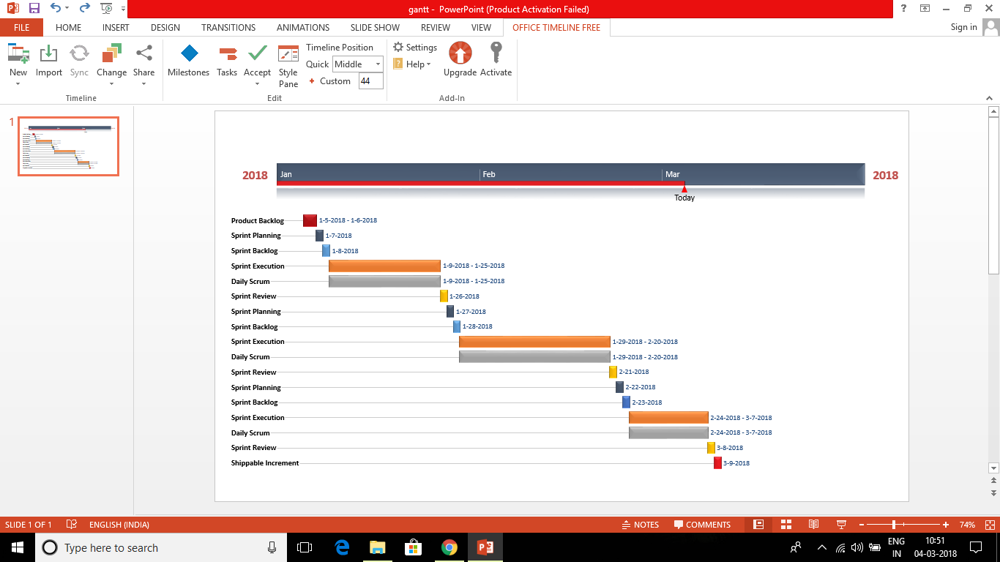 gantt - PowerPoint (Product Activation Failed)
FILE HOME INSERT DESIGN TRANSITIONS ANIMATIONS SLIDE SHOW REVIEW VIEW OFFICE TIMELINE FREE Sign in
New Import Sync Change Share
Timeline
Milestones Tasks Accept Style Pane
Timeline Position
Quick Middle
Custom 44
Edit
Settings
Help
Upgrade Activate
Add-In
1
2018 Jan Feb Mar 2018
Today
Product Backlog 1-5-2018 - 1-6-2018
Sprint Planning 1-7-2018
Sprint Backlog 1-8-2018
Sprint Execution 1-9-2018 - 1-25-2018
Daily Scrum 1-9-2018 - 1-25-2018
Sprint Review 1-26-2018
Sprint Planning 1-27-2018
Sprint Backlog 1-28-2018
Sprint Execution 1-29-2018 - 2-20-2018
Daily Scrum 1-29-2018 - 2-20-2018
Sprint Review 2-21-2018
Sprint Planning 2-22-2018
Sprint Backlog 2-23-2018
Sprint Execution 2-24-2018 - 3-7-2018
Daily Scrum 2-24-2018 - 3-7-2018
Sprint Review 3-8-2018
Shippable Increment 3-9-2018
SLIDE 1 OF 1 ENGLISH (INDIA) NOTES COMMENTS 74%
Type here to search
ENG
IN
10:51
04-03-2018